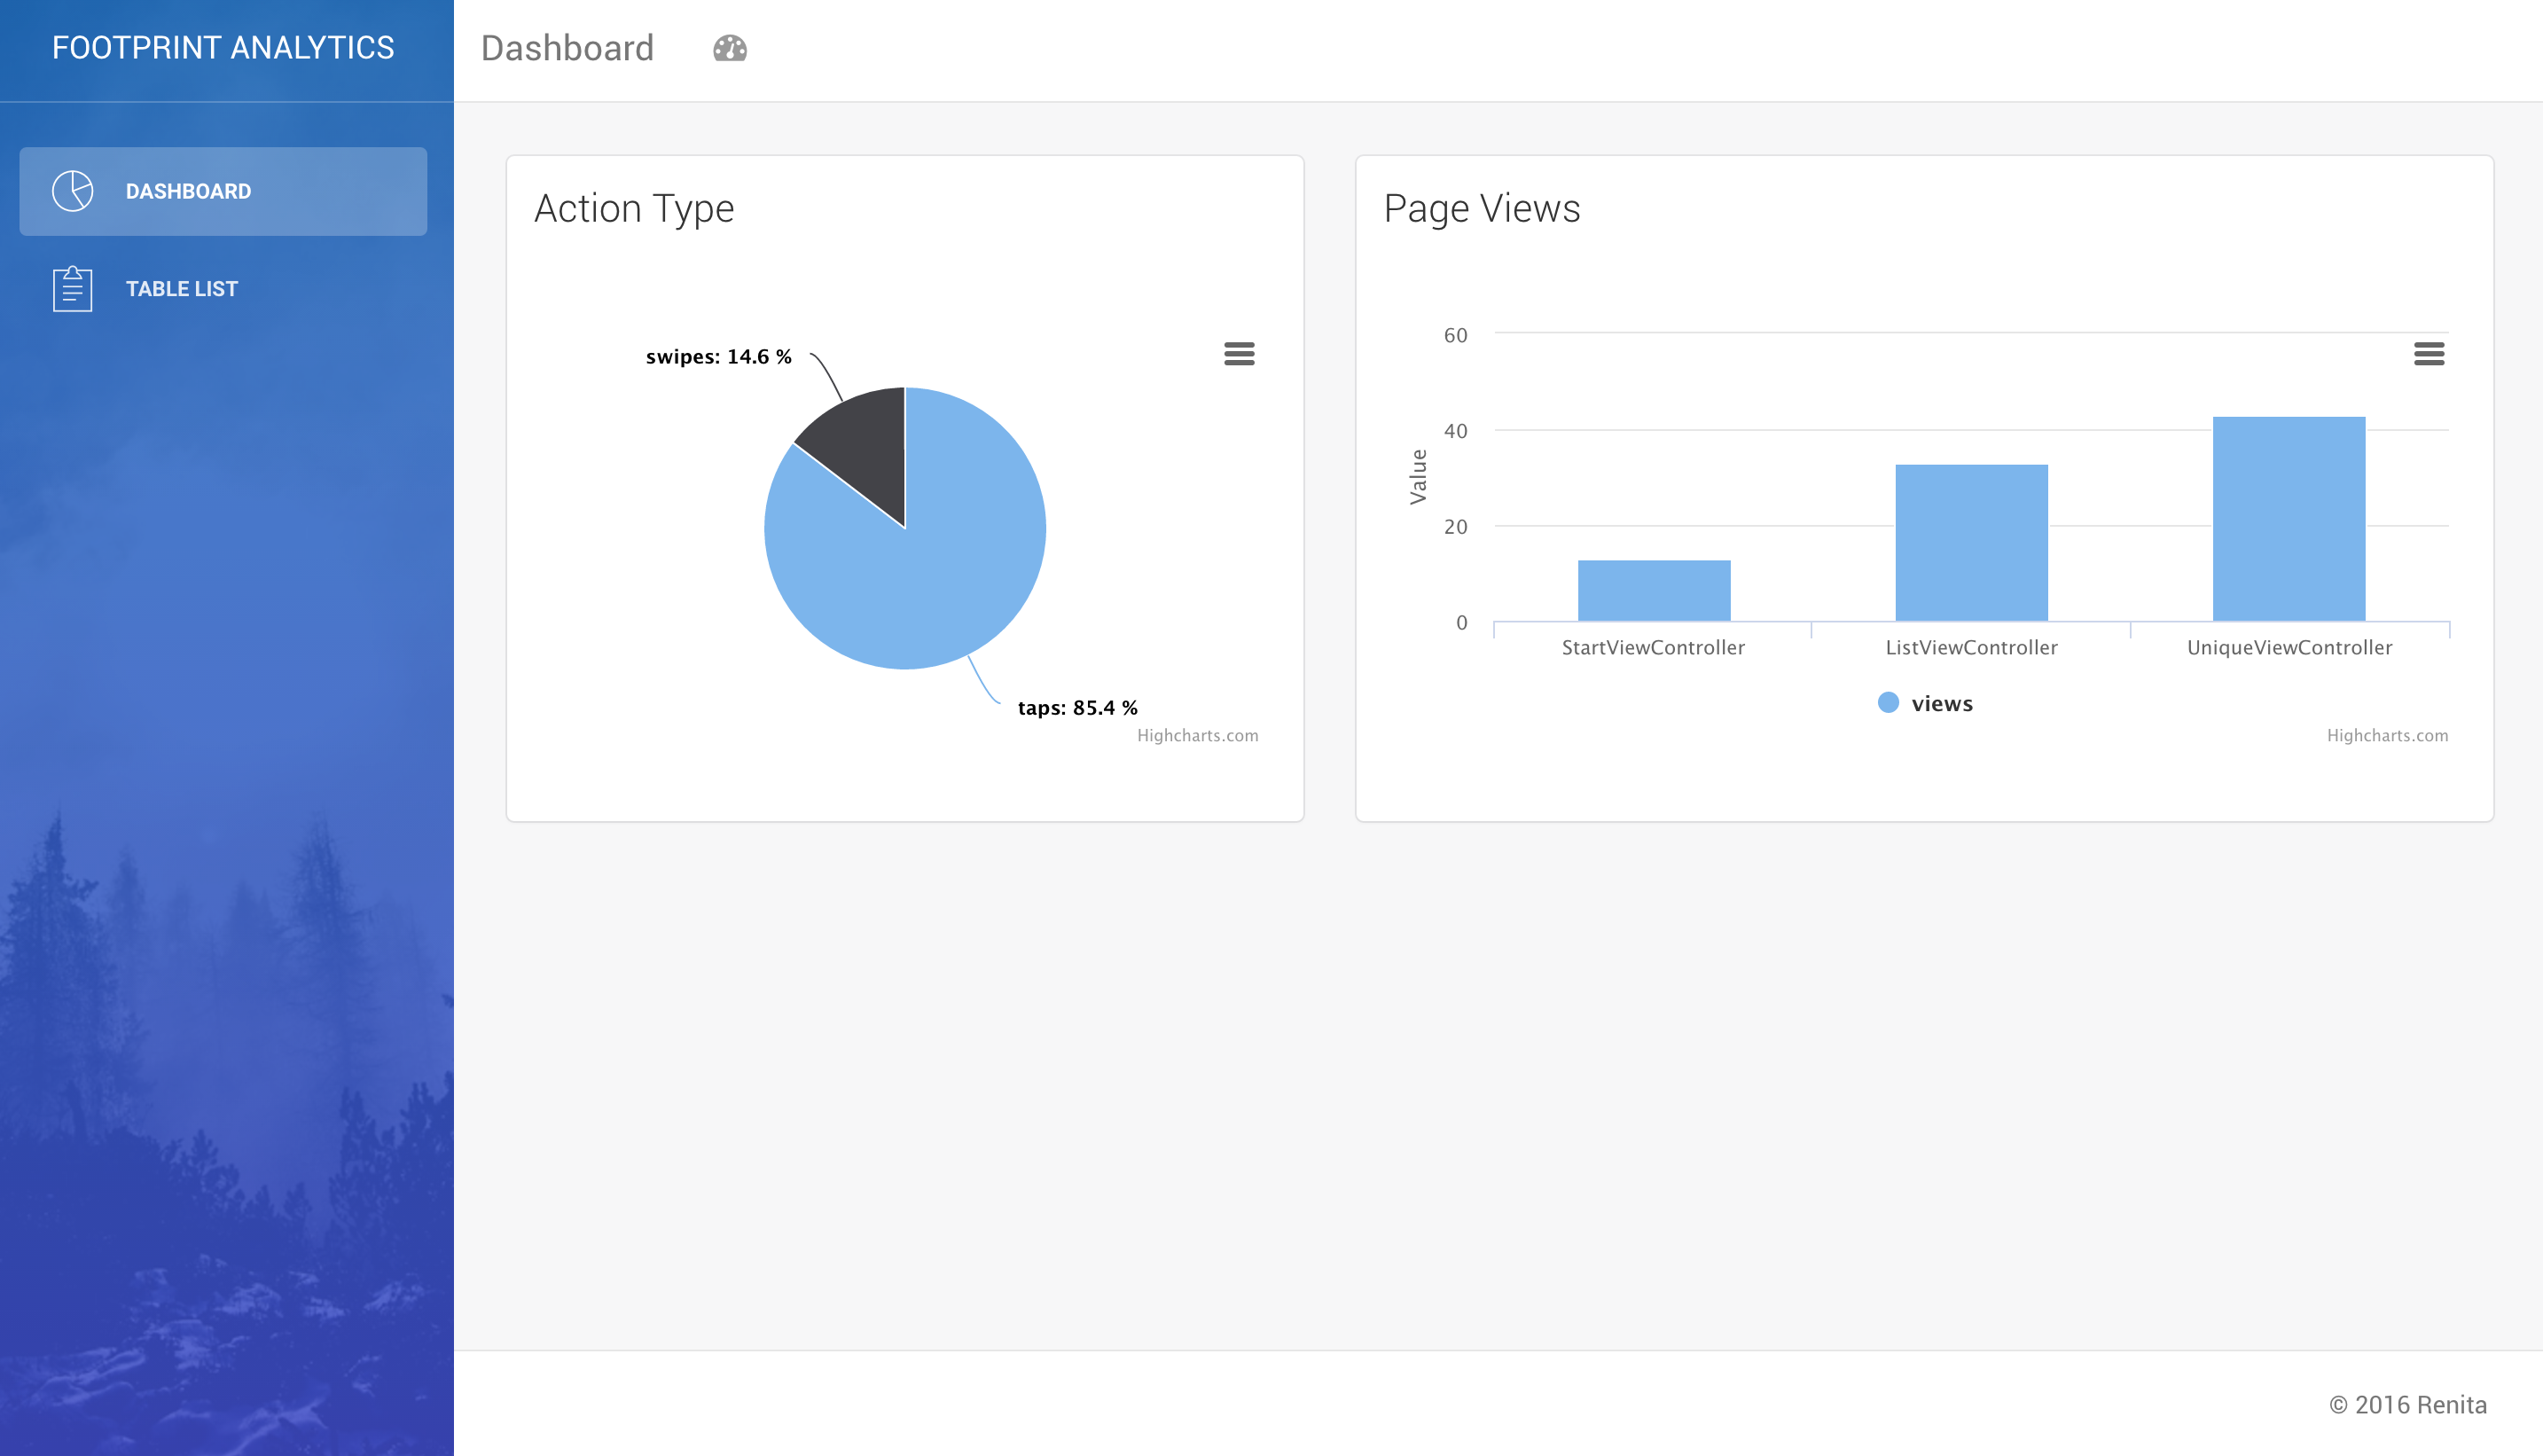 FOOTPRINT ANALYTICS
Dashboard
DASHBOARD
TABLE LIST
Action Type
swipes: 14.6 %
taps: 85.4 %
Highcharts.com
Page Views
60
40
20
0
Value
StartViewController
ListViewController
UniqueViewController
views
Highcharts.com
© 2016 Renita